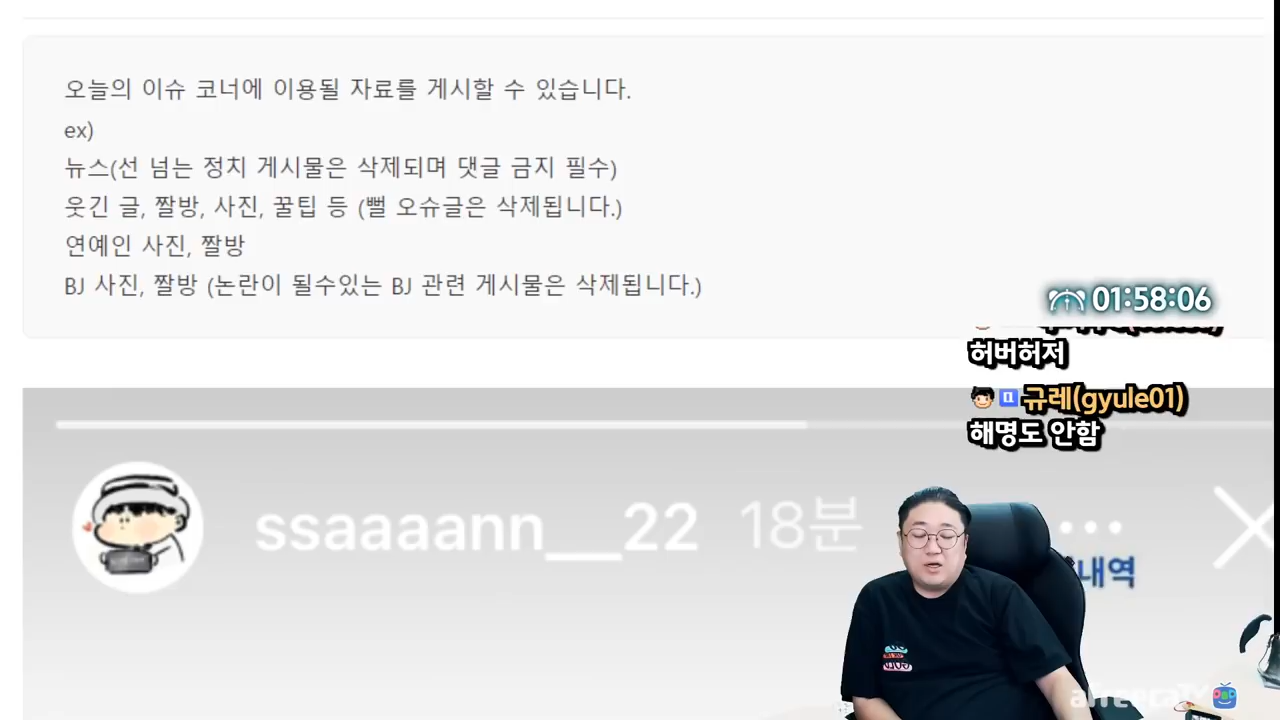 오늘의 이슈 코너에 이용될 자료를 게시할 수 있습니다.
ex)
뉴스(선 넘는 정치 게시물은 삭제되며 댓글 금지 필수)
웃긴 글, 짤방, 사진, 꿀팁 등 (뻘 오슈글은 삭제됩니다.)
연예인 사진, 짤방
BJ 사진, 짤방 (논란이 될수있는 BJ 관련 게시물은 삭제됩니다.)
01:58:06
허버허저
규레(gyule01)
해명도 안함
ssaaaann__22 18분
내역
afreecaTV